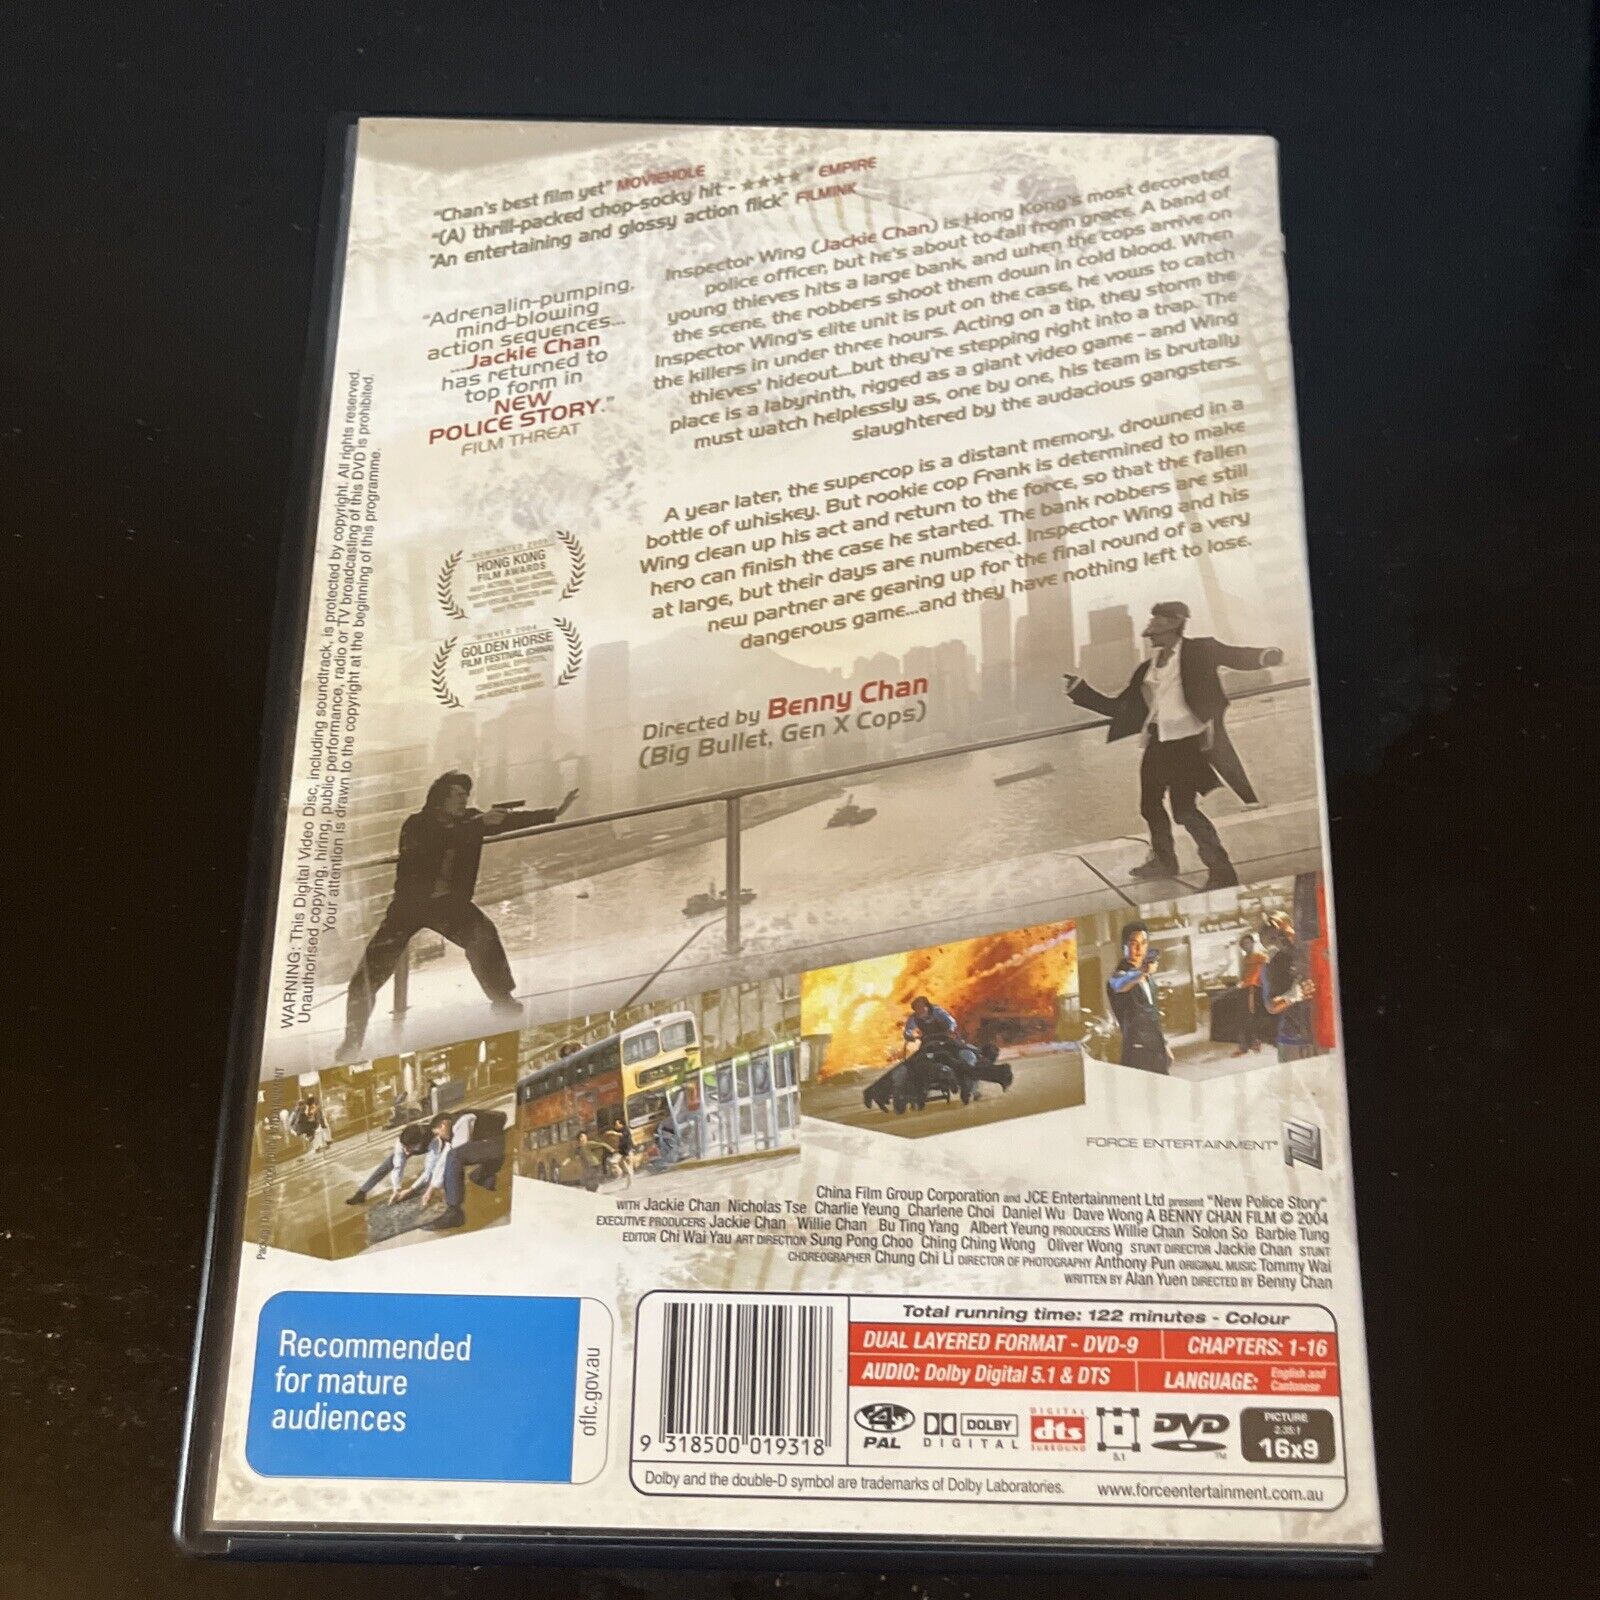 "Chan's best film yet" MOVIEHOLE
"(A) thrill-packed chop-socky hit - ★★★★" EMPIRE
"An entertaining and glossy action flick" FILMINK
"Adrenalin-pumping,
mind-blowing
action sequences...
...Jackie Chan
has returned to
top form in
NEW
POLICE STORY."
FILM THREAT
Inspector Wing (Jackie Chan) is Hong Kong's most decorated
police officer, but he's about to fall from grace. A band of
young thieves hits a large bank, and when the cops arrive on
the scene, the robbers shoot them down in cold blood. When
Inspector Wing's elite unit is put on the case, he vows to catch
the killers in under three hours. Acting on a tip, they storm the
thieves' hideout...but they're stepping right into a trap. The
place is a labyrinth, rigged as a giant video game - and Wing
must watch helplessly as, one by one, his team is brutally
slaughtered by the audacious gangsters.
A year later, the supercop is a distant memory, drowned in a
bottle of whiskey. But rookie cop Frank is determined to make
Wing clean up his act and return to the force, so that the fallen
hero can finish the case he started. The bank robbers are still
at large, but their days are numbered. Inspector Wing and his
new partner are gearing up for the final round of a very
dangerous game...and they have nothing left to lose.
HONG KONG
FILM AWARDS
BEST PICTURE
WINNER 2004
GOLDEN HORSE
FILM FESTIVAL (CHINA)
BEST VISUAL EFFECTS,
BEST ACTION
CINEMATOGRAPHY
AND AUDIENCE AWARD
Directed by Benny Chan
(Big Bullet, Gen X Cops)
WARNING: This Digital Video Disc, including soundtrack, is protected by copyright. All rights reserved.
Unauthorised copying, hiring, public performance, radio or TV broadcasting of this DVD is prohibited.
Your attention is drawn to the copyright at the beginning of this programme.
FORCE ENTERTAINMENT
China Film Group Corporation and JCE Entertainment Ltd present "New Police Story"
WITH Jackie Chan Nicholas Tse Charlie Yeung Charlene Choi Daniel Wu Dave Wong A BENNY CHAN FILM © 2004
EXECUTIVE PRODUCERS Jackie Chan Willie Chan Bu Ting Yang Albert Yeung PRODUCERS Willie Chan Solon So Barbie Tung
EDITOR Chi Wai Yau ART DIRECTION Sung Pong Choo Ching Ching Wong Oliver Wong STUNT DIRECTOR Jackie Chan STUNT
CHOREOGRAPHER Chung Chi Li DIRECTOR OF PHOTOGRAPHY Anthony Pun ORIGINAL MUSIC Tommy Wai
WRITTEN BY Alan Yuen DIRECTED BY Benny Chan
Recommended
for mature
audiences
oflc.gov.au
9 318500 019318
Total running time: 122 minutes - Colour
DUAL LAYERED FORMAT - DVD-9 CHAPTERS: 1-16
AUDIO: Dolby Digital 5.1 & DTS LANGUAGE: English and
Cantonese
4
PAL
DOLBY
DIGITAL
DIGITAL
dts
SURROUND
5.1
DVD
PICTURE
2.35:1
16x9
Dolby and the double-D symbol are trademarks of Dolby Laboratories.
www.forceentertainment.com.au